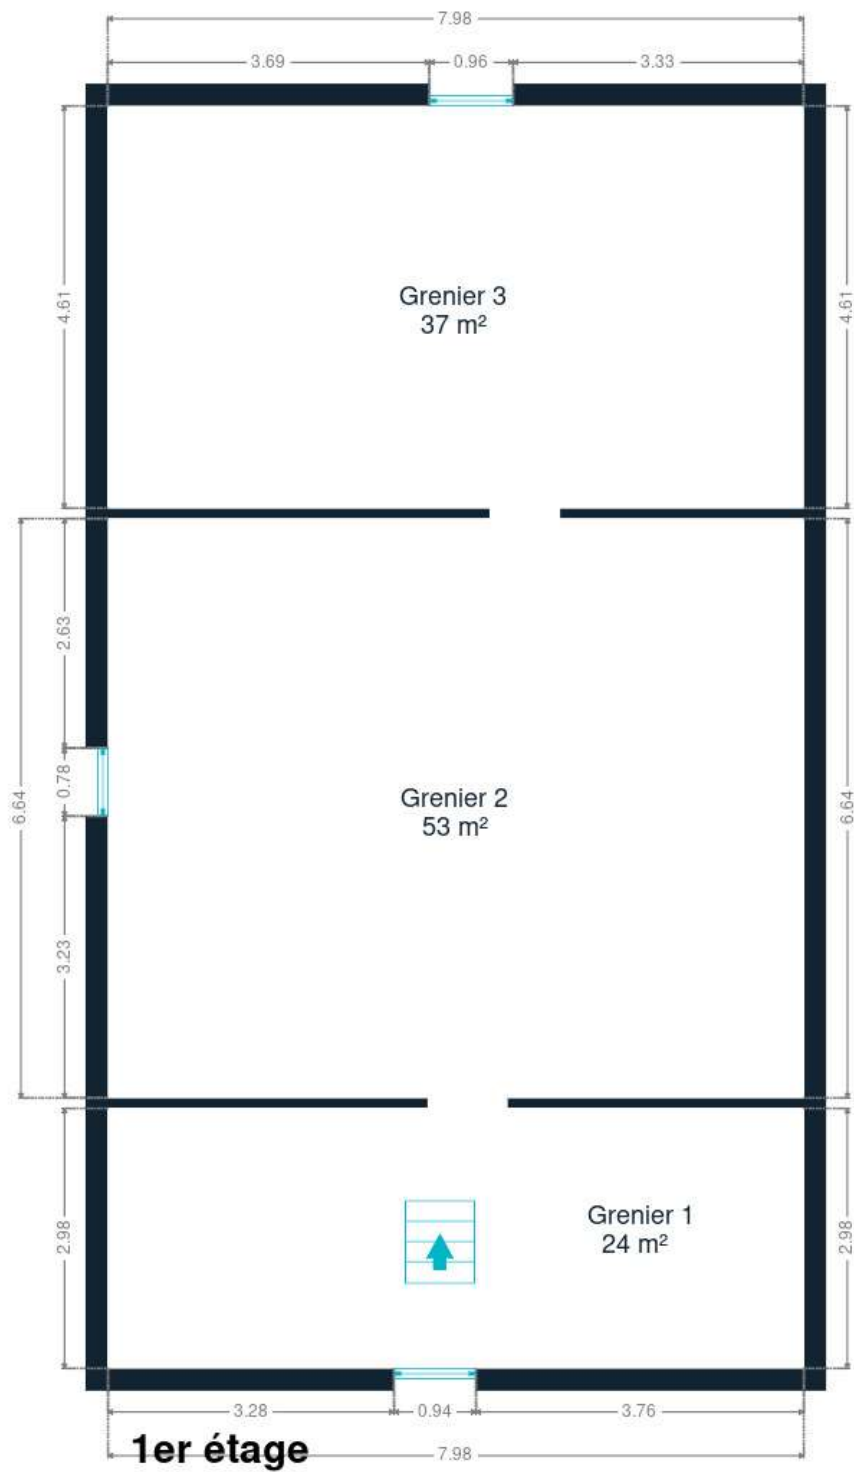 7.98
3.69
0.96
3.33
4.61
4.61
Grenier 3
37 m²
2.63
0.78
6.64
6.64
Grenier 2
53 m²
3.23
2.98
2.98
Grenier 1
24 m²
3.28
0.94
3.76
1er étage
7.98